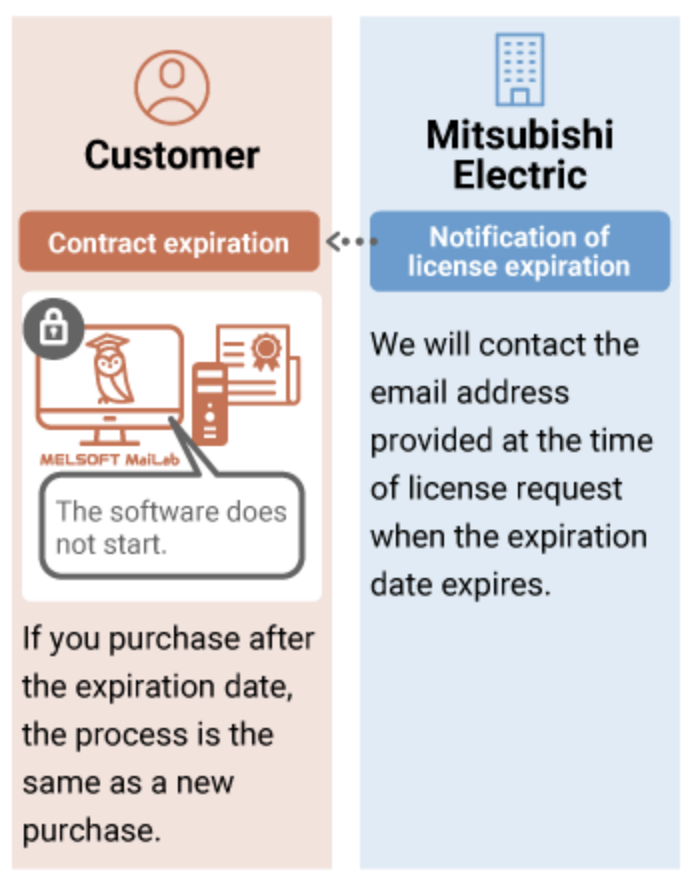 Customer
Contract expiration
MELSOFT MaiLab
The software does
not start.
If you purchase after
the expiration date,
the process is the
same as a new
purchase.
Mitsubishi
Electric
Notification of
license expiration
We will contact the
email address
provided at the time
of license request
when the expiration
date expires.